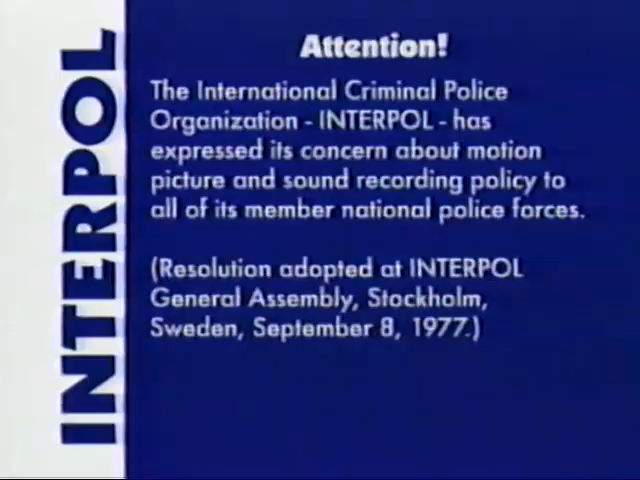 INTERPOL
Attention!
The International Criminal Police
Organization - INTERPOL - has
expressed its concern about motion
picture and sound recording policy to
all of its member national police forces.
(Resolution adopted at INTERPOL
General Assembly, Stockholm,
Sweden, September 8, 1977.)